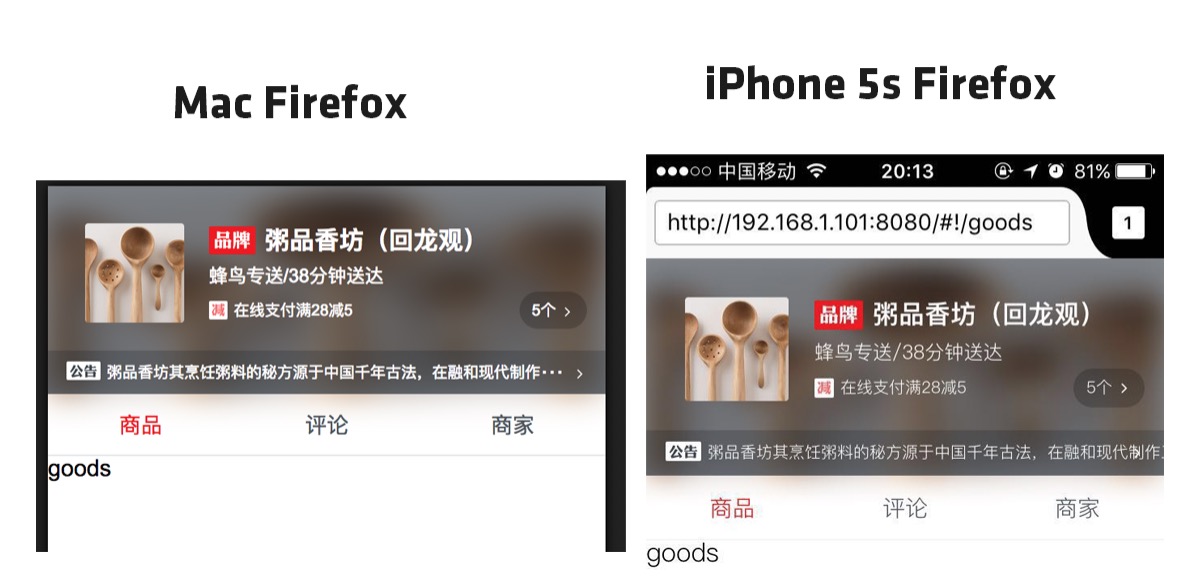 Mac Firefox
品牌 粥品香坊（回龙观）
蜂鸟专送/38分钟送达
减 在线支付满28减5
5个 >
公告 粥品香坊其烹饪粥料的秘方源于中国千年古法，在融和现代制作··· >
商品 评论 商家
goods
iPhone 5s Firefox
中国移动 20:13 81%
http://192.168.1.101:8080/#!/goods
1
品牌 粥品香坊（回龙观）
蜂鸟专送/38分钟送达
减 在线支付满28减5
5个 >
公告 粥品香坊其烹饪粥料的秘方源于中国千年古法，在融和现代制作
商品 评论 商家
goods